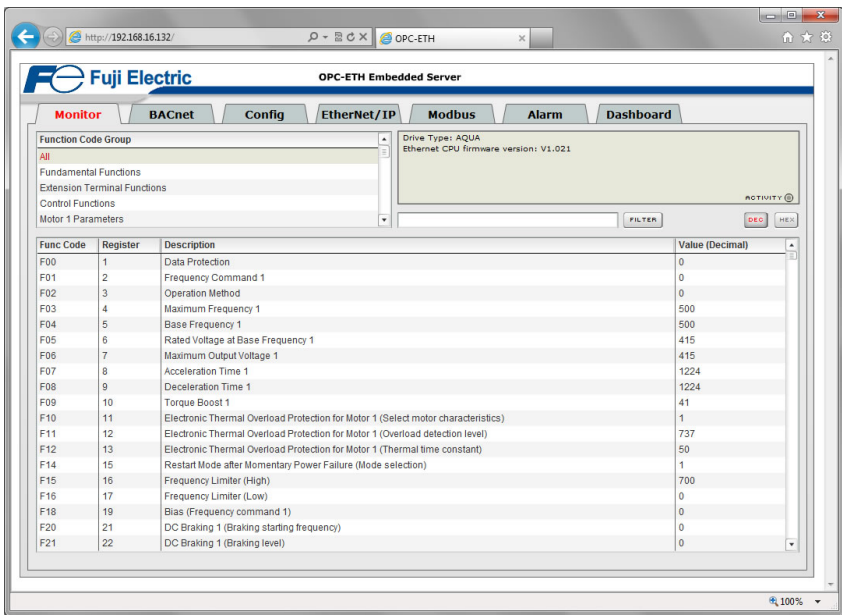 http://192.168.16.132/
OPC-ETH
Fuji Electric
OPC-ETH Embedded Server
Monitor BACnet Config EtherNet/IP Modbus Alarm Dashboard
Function Code Group
All
Fundamental Functions
Extension Terminal Functions
Control Functions
Motor 1 Parameters
Drive Type: AQUA
Ethernet CPU firmware version: V1.021
ACTIVITY
FILTER DEC HEX
Func Code Register Description Value (Decimal)
F00 1 Data Protection 0
F01 2 Frequency Command 1 0
F02 3 Operation Method 0
F03 4 Maximum Frequency 1 500
F04 5 Base Frequency 1 500
F05 6 Rated Voltage at Base Frequency 1 415
F06 7 Maximum Output Voltage 1 415
F07 8 Acceleration Time 1 1224
F08 9 Deceleration Time 1 1224
F09 10 Torque Boost 1 41
F10 11 Electronic Thermal Overload Protection for Motor 1 (Select motor characteristics) 1
F11 12 Electronic Thermal Overload Protection for Motor 1 (Overload detection level) 737
F12 13 Electronic Thermal Overload Protection for Motor 1 (Thermal time constant) 50
F14 15 Restart Mode after Momentary Power Failure (Mode selection) 1
F15 16 Frequency Limiter (High) 700
F16 17 Frequency Limiter (Low) 0
F18 19 Bias (Frequency command 1) 0
F20 21 DC Braking 1 (Braking starting frequency) 0
F21 22 DC Braking 1 (Braking level) 0
100%